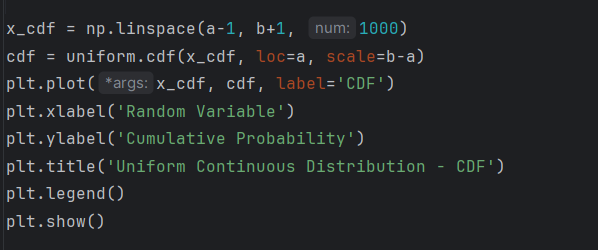 x_cdf = np.linspace(a-1, b+1, num: 1000)
cdf = uniform.cdf(x_cdf, loc=a, scale=b-a)
plt.plot( *args: x_cdf, cdf, label='CDF')
plt.xlabel('Random Variable')
plt.ylabel('Cumulative Probability')
plt.title('Uniform Continuous Distribution - CDF')
plt.legend()
plt.show()